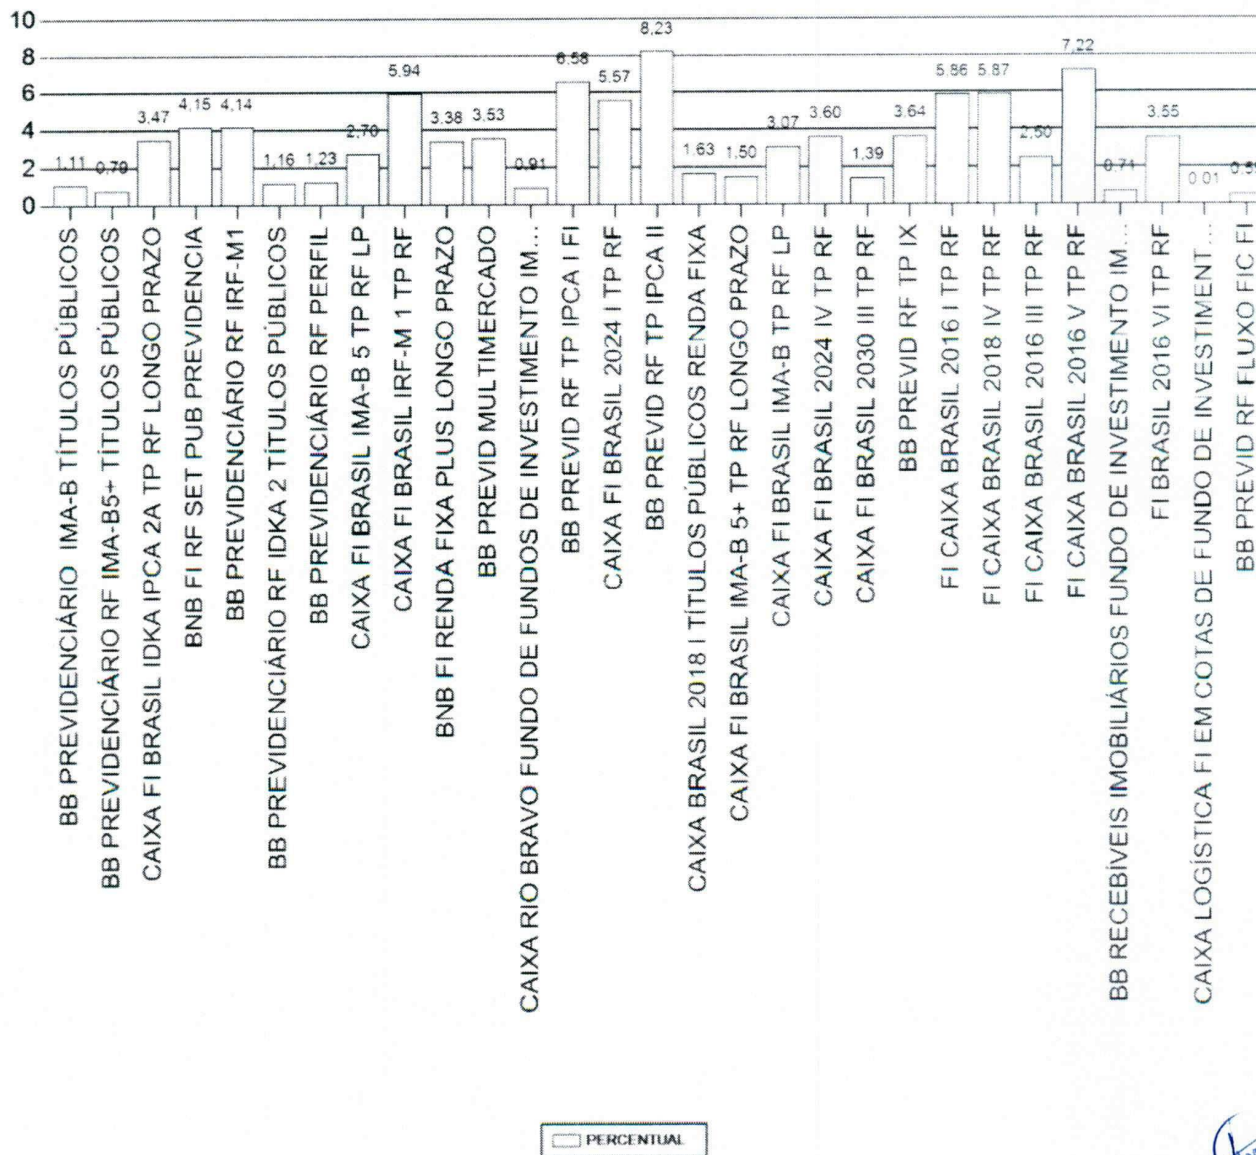 10
8
6
4
2
0
1.11
0.79
3.47
4.15
4.14
1.16
1.23
2.70
5.94
3.38
3.53
0.91
6.58
5.57
8.23
1.63
1.50
3.07
3.60
1.39
3.64
5.86
5.87
2.50
7.22
0.71
3.55
0.01
BB PREVIDENCIÁRIO IMA-B TÍTULOS PÚBLICOS
BB PREVIDENCIÁRIO RF IMA-B5+ TÍTULOS PÚBLICOS
CAIXA FI BRASIL IDKA IPCA 2A TP RF LONGO PRAZO
BNB FI RF SET PUB PREVIDENCIA
BB PREVIDENCIÁRIO RF IRF-M1
BB PREVIDENCIÁRIO RF IDKA 2 TÍTULOS PÚBLICOS
BB PREVIDENCIÁRIO RF PERFIL
CAIXA FI BRASIL IMA-B 5 TP RF LP
CAIXA FI BRASIL IRF-M 1 TP RF
BNB FI RENDA FIXA PLUS LONGO PRAZO
BB PREVID MULTIMERCADO
CAIXA RIO BRAVO FUNDO DE FUNDOS DE INVESTIMENTO IM...
BB PREVID RF TP IPCA I FI
CAIXA FI BRASIL 2024 I TP RF
BB PREVID RF TP IPCA II
CAIXA BRASIL 2018 I TÍTULOS PÚBLICOS RENDA FIXA
CAIXA FI BRASIL IMA-B 5+ TP RF LONGO PRAZO
CAIXA FI BRASIL IMA-B TP RF LP
CAIXA FI BRASIL 2024 IV TP RF
CAIXA FI BRASIL 2030 III TP RF
BB PREVID RF TP IX
FI CAIXA BRASIL 2016 I TP RF
FI CAIXA BRASIL 2018 IV TP RF
FI CAIXA BRASIL 2016 III TP RF
FI CAIXA BRASIL 2016 V TP RF
BB RECEBÍVEIS IMOBILIÁRIOS FUNDO DE INVESTIMENTO IM...
FI BRASIL 2016 VI TP RF
CAIXA LOGÍSTICA FI EM COTAS DE FUNDO DE INVESTIMENT...
BB PREVID RF FLUXO FIC FI
PERCENTUAL